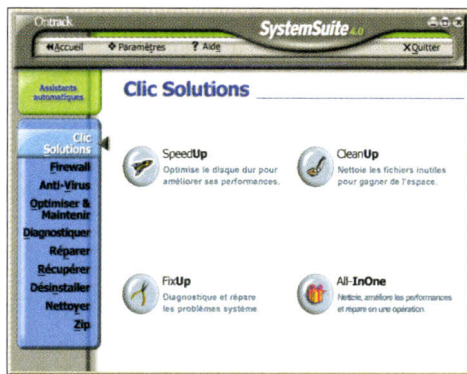 Ontrack
SystemSuite 4.0
Accueil Paramètres ? Aide X Quitter
Assistants
automatiques
Clic Solutions
Clic
Solutions
Firewall
Anti-Virus
Optimiser &
Maintenir
Diagnostiquer
Réparer
Récupérer
Désinstaller
Nettoyer
Zip
SpeedUp
Optimise le disque dur pour
améliorer ses performances.
CleanUp
Nettoie les fichiers inutiles
pour gagner de l'espace.
FixUp
Diagnostique et répare
les problèmes système
All-InOne
Nettoie, améliore les performances
et répare en une opération.